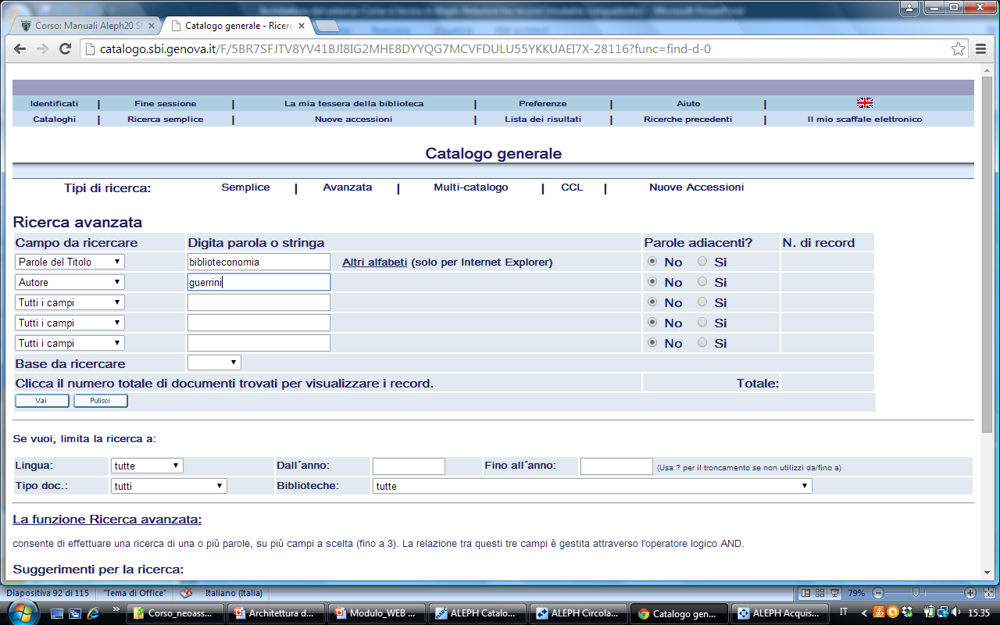 Corso: Manuali Aleph20 S
Catalogo generale - Ricerc
catalogo.sbi.genova.it/F/5BR7SFJTV8YV41BJI8IG2MHE8DYYQG7MCVFDULU55YKKUAEI7X-28116?func=find-d-0
Identificati | Fine sessione | La mia tessera della biblioteca | Preferenze | Aiuto |
Cataloghi | Ricerca semplice | Nuove accessioni | Lista dei risultati | Ricerche precedenti | Il mio scaffale elettronico
Catalogo generale
Tipi di ricerca: Semplice | Avanzata | Multi-catalogo | CCL | Nuove Accessioni
Ricerca avanzata
Campo da ricercare Digita parola o stringa Parole adiacenti? N. di record
Parole del Titolo biblioteconomia Altri alfabeti (solo per Internet Explorer) No Si
Autore guerrini No Si
Tutti i campi No Si
Tutti i campi No Si
Tutti i campi No Si
Base da ricercare
Clicca il numero totale di documenti trovati per visualizzare i record. Totale:
Vai Pulisci
Se vuoi, limita la ricerca a:
Lingua: tutte Dall´anno: Fino all´anno: (Usa ? per il troncamento se non utilizzi da/fino a)
Tipo doc.: tutti Biblioteche: tutte
La funzione Ricerca avanzata:
consente di effettuare una ricerca di una o più parole, su più campi a scelta (fino a 3). La relazione tra questi tre campi è gestita attraverso l'operatore logico AND.
Suggerimenti per la ricerca:
Diapositiva 92 di 115 "Tema di Office" Italiano (Italia) 79%
Corso_neoass... Architettura d... Modulo_WEB ... ALEPH Catalo... ALEPH Circola... Catalogo gen... ALEPH Acquis... IT 15.35